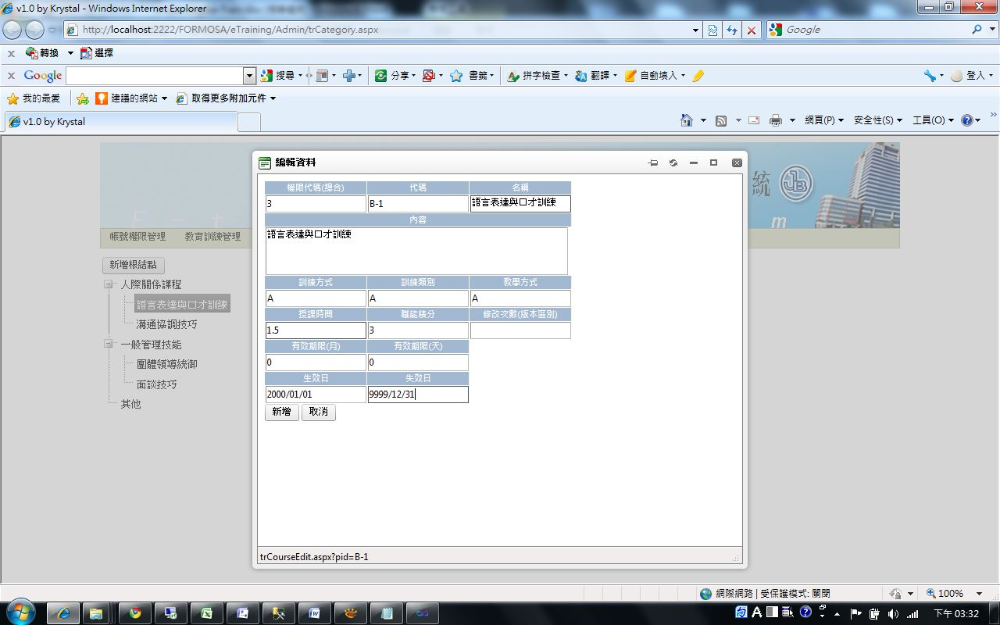 v1.0 by Krystal - Windows Internet Explorer
http://localhost:2222/FORMOSA/eTraining/Admin/trCategory.aspx
Google
x 轉換 選擇
x Google 搜尋 分享 書籤 拼字檢查 翻譯 自動填入 登入
我的最愛 建議的網站 取得更多附加元件
v1.0 by Krystal 網頁(P) 安全性(S) 工具(O)
編輯資料
統 JB
E - t m
帳號權限管理 教育訓練管理
新增根結點
人際關係課程
語言表達與口才訓練
溝通協調技巧
一般管理技能
團體領導統御
面談技巧
其他
權限代碼(總合) 代碼 名稱
3 B-1 語言表達與口才訓練
內容
語言表達與口才訓練
訓練方式 訓練類別 教學方式
A A A
授課時間 職能積分 修改次數(版本區別)
1.5 3
有效期限(月) 有效期限(天)
0 0
生效日 失效日
2000/01/01 9999/12/31
新增 取消
trCourseEdit.aspx?pid=B-1
網際網路 | 受保護模式: 關閉 100%
下午 03:32